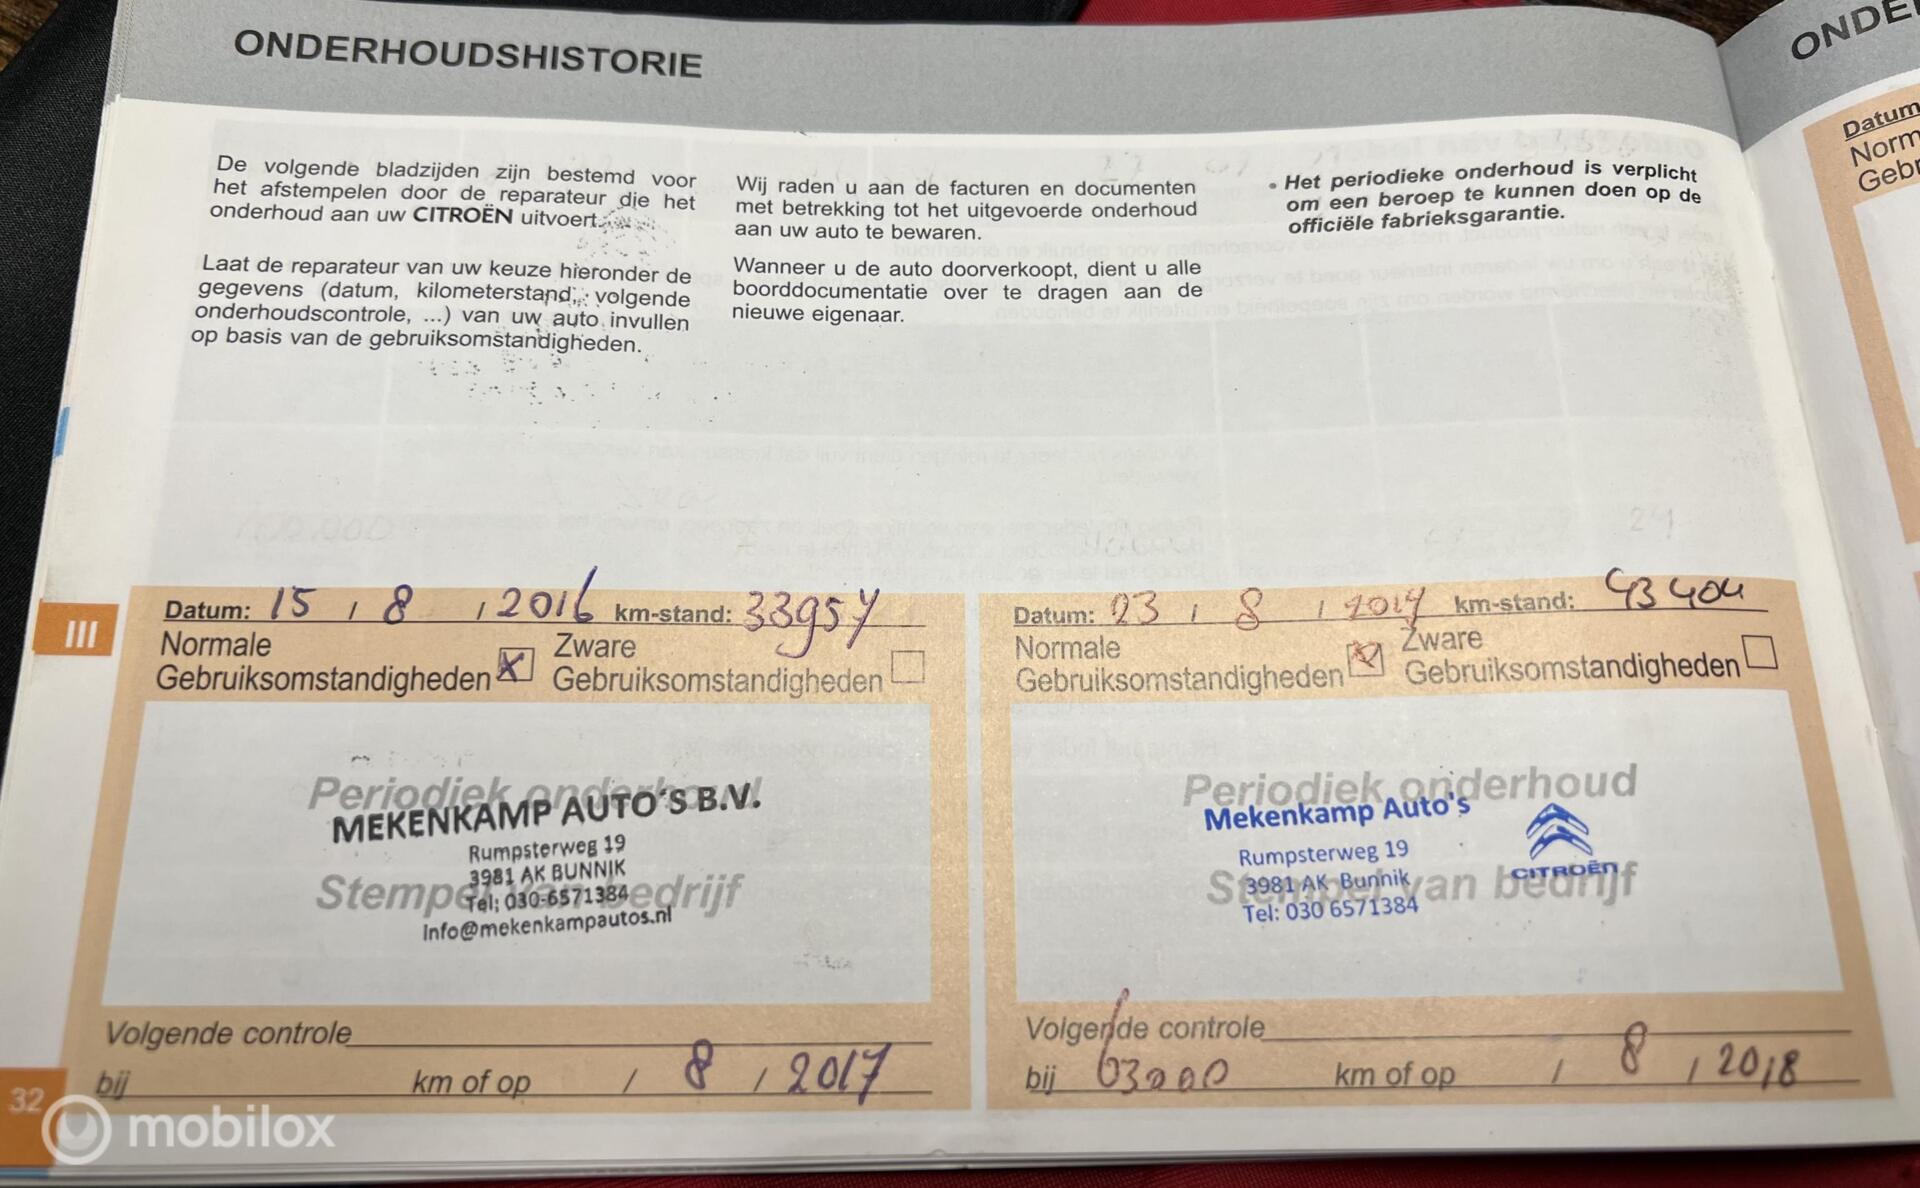 ONDERHOUDSHISTORIE
De volgende bladzijden zijn bestemd voor
het afstempelen door de reparateur die het
onderhoud aan uw CITROËN uitvoert.
Laat de reparateur van uw keuze hieronder de
gegevens (datum, kilometerstand, volgende
onderhoudscontrole, ...) van uw auto invullen
op basis van de gebruiksomstandigheden.
Wij raden u aan de facturen en documenten
met betrekking tot het uitgevoerde onderhoud
aan uw auto te bewaren.
Wanneer u de auto doorverkoopt, dient u alle
boorddocumentatie over te dragen aan de
nieuwe eigenaar.
• Het periodieke onderhoud is verplicht
om een beroep te kunnen doen op de
officiële fabrieksgarantie.
III
Datum: 15 / 8 / 2016 km-stand: 33957
Normale
Gebruiksomstandigheden X
Zware
Gebruiksomstandigheden
Periodiek onderhoud
MEKENKAMP AUTO'S B.V.
Rumpsterweg 19
3981 AK BUNNIK
Stempel van bedrijf
Tel: 030-6571384
Info@mekenkampautos.nl
Volgende controle
bij km of op / 8 / 2017
Datum: 23 / 8 / 2017 km-stand: 43404
Normale
Gebruiksomstandigheden
Zware
Gebruiksomstandigheden
Periodiek onderhoud
Mekenkamp Auto's
Rumpsterweg 19
3981 AK Bunnik
CITROËN
Stempel van bedrijf
Tel: 030 6571384
Volgende controle
bij 63000 km of op / 8 / 2018
32
mobilox
Datum